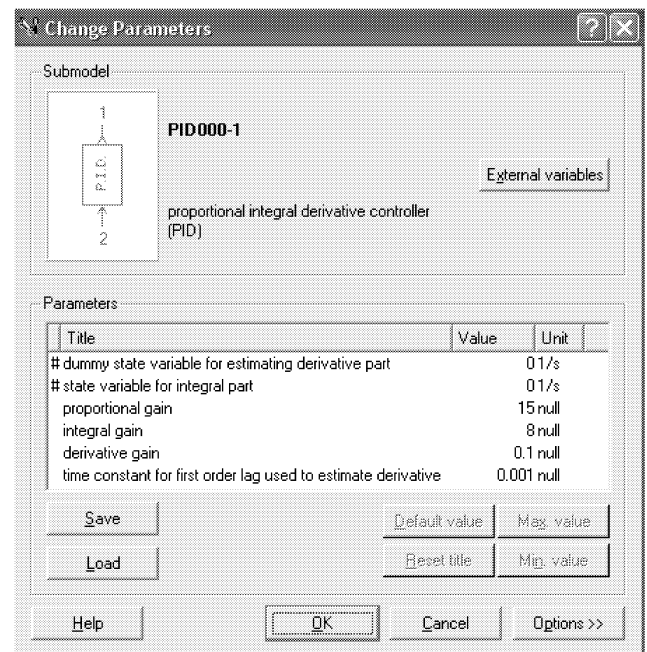 Change Parameters
Submodel
1
P.I.D.
2
PID000-1
External variables
proportional integral derivative controller
(PID)
Parameters
Title Value Unit
# dummy state variable for estimating derivative part 0 1/s
# state variable for integral part 0 1/s
proportional gain 15 null
integral gain 8 null
derivative gain 0.1 null
time constant for first order lag used to estimate derivative 0.001 null
Save Default value Max. value
Load Reset title Min. value
Help OK Cancel Options >>